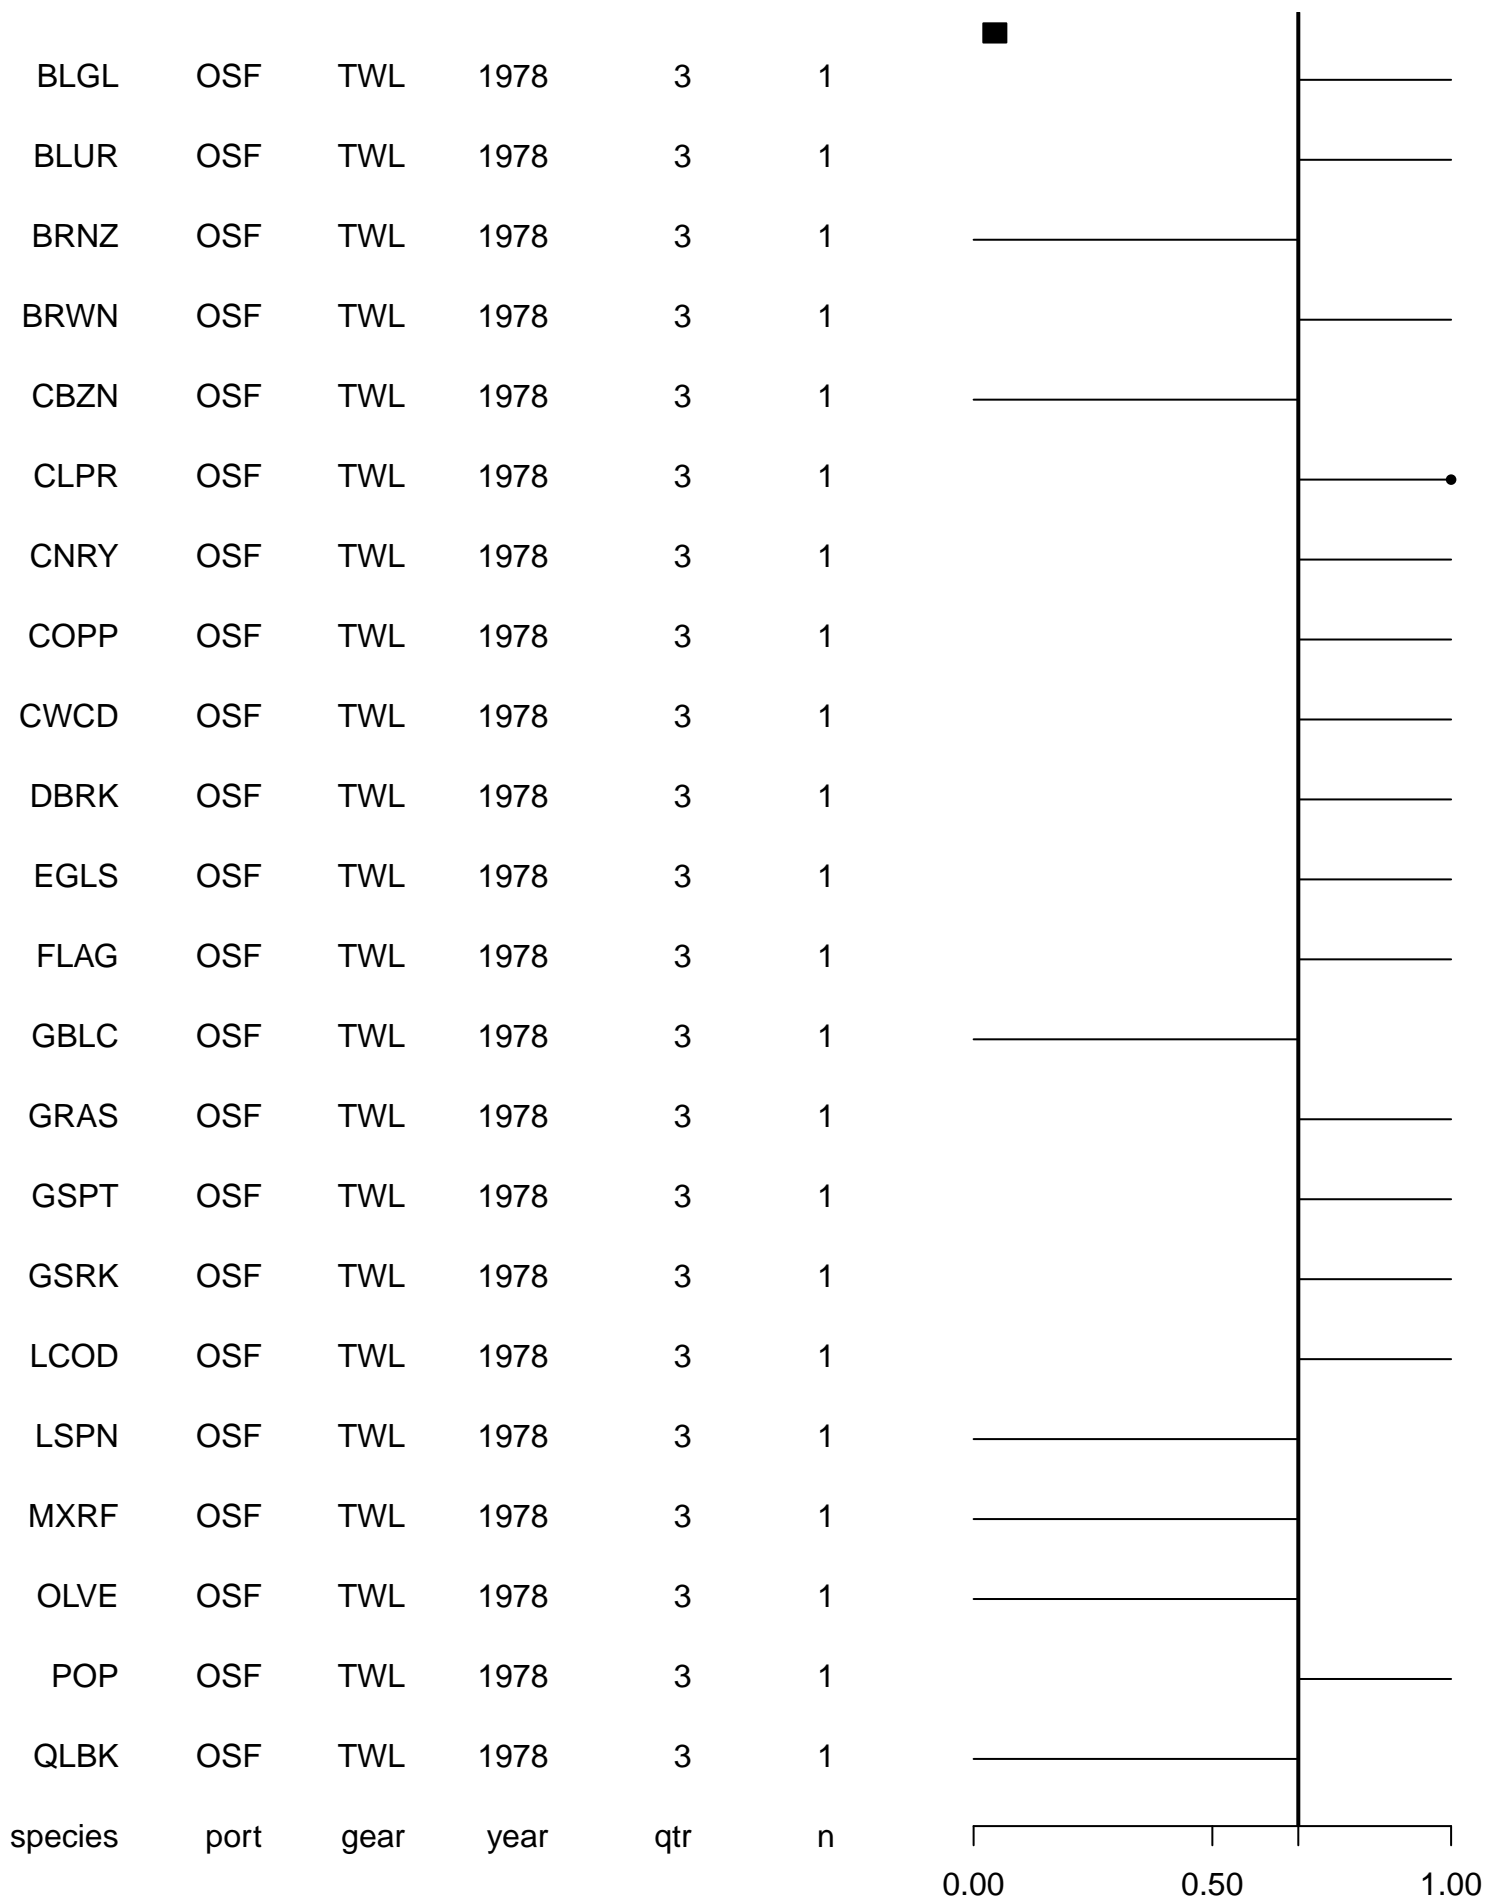 BLGL OSF TWL 1978 3 1
BLUR OSF TWL 1978 3 1
BRNZ OSF TWL 1978 3 1
BRWN OSF TWL 1978 3 1
CBZN OSF TWL 1978 3 1
CLPR OSF TWL 1978 3 1
CNRY OSF TWL 1978 3 1
COPP OSF TWL 1978 3 1
CWCD OSF TWL 1978 3 1
DBRK OSF TWL 1978 3 1
EGLS OSF TWL 1978 3 1
FLAG OSF TWL 1978 3 1
GBLC OSF TWL 1978 3 1
GRAS OSF TWL 1978 3 1
GSPT OSF TWL 1978 3 1
GSRK OSF TWL 1978 3 1
LCOD OSF TWL 1978 3 1
LSPN OSF TWL 1978 3 1
MXRF OSF TWL 1978 3 1
OLVE OSF TWL 1978 3 1
POP OSF TWL 1978 3 1
QLBK OSF TWL 1978 3 1
species port gear year qtr n
0.00 0.50 1.00